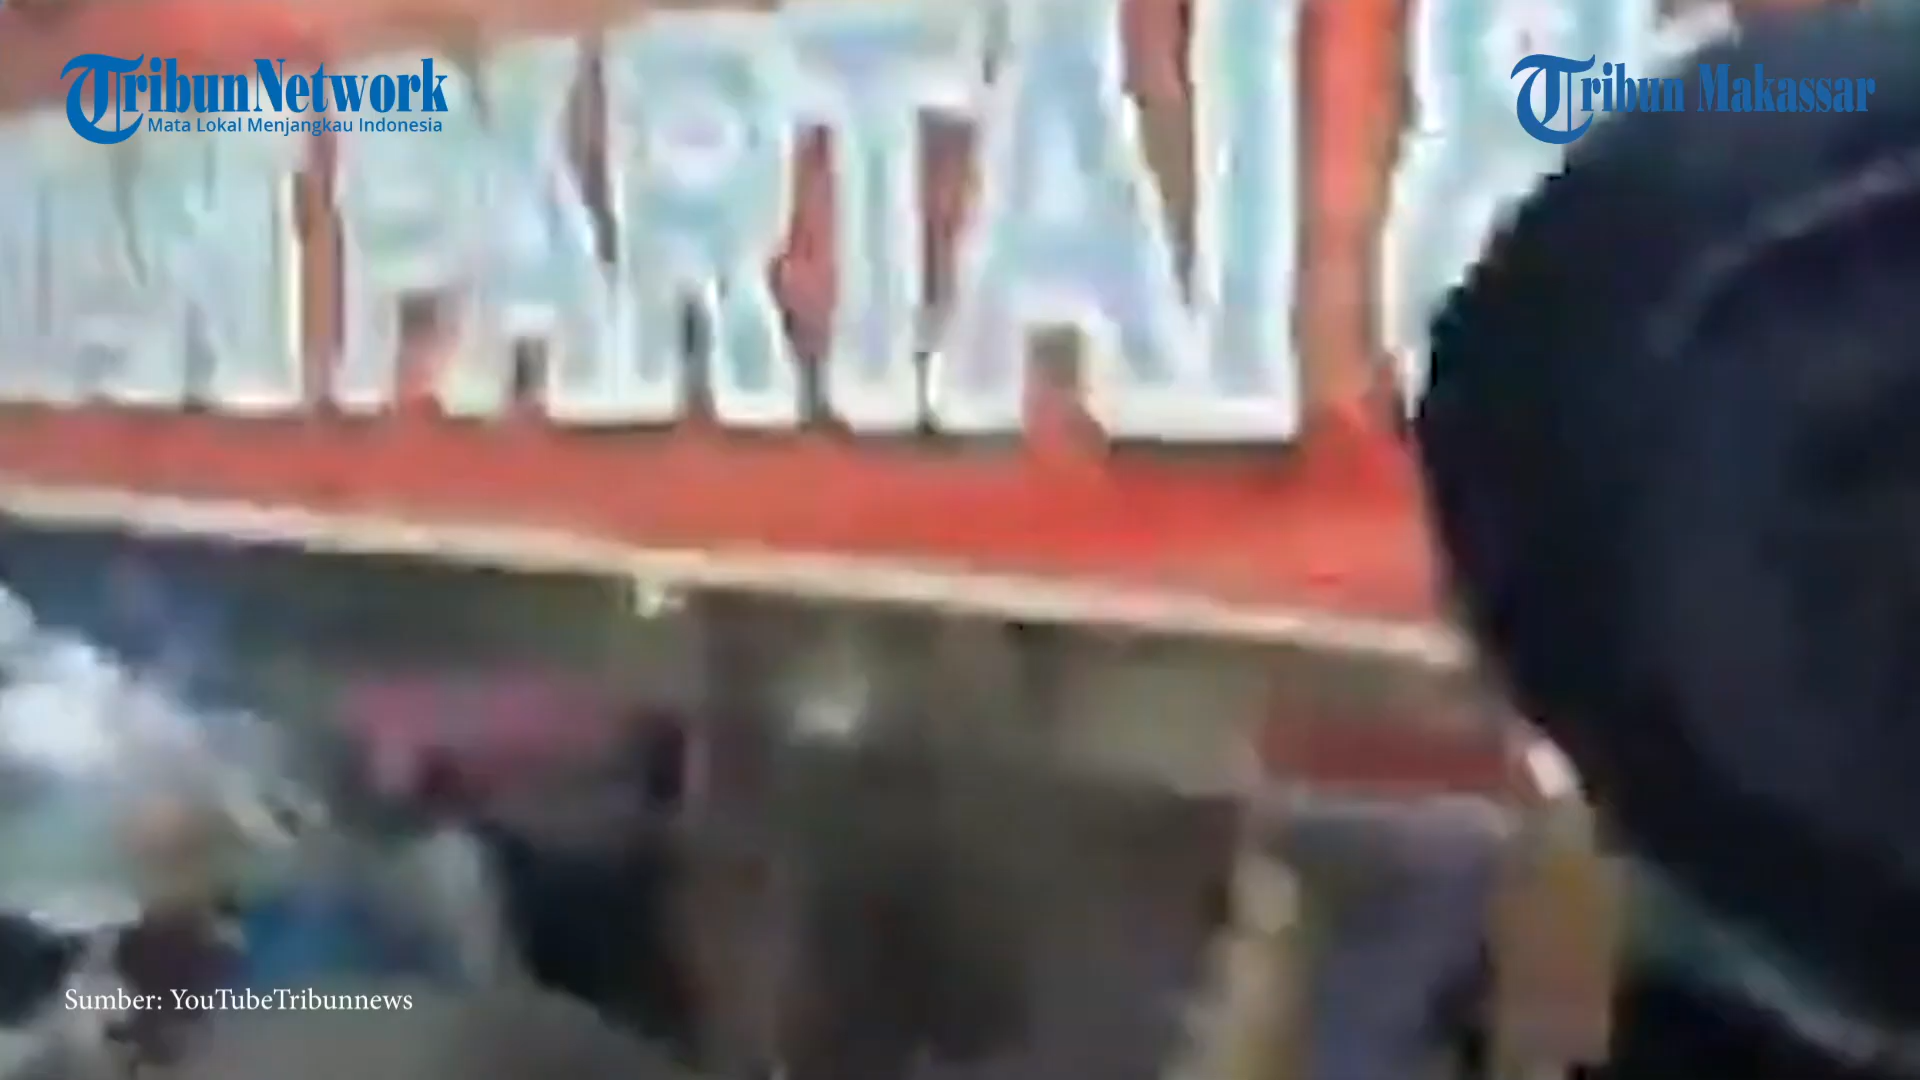 TribunNetwork
Mata Lokal Menjangkau Indonesia
Tribun Makassar
PARTAI
Sumber: YouTubeTribunnews